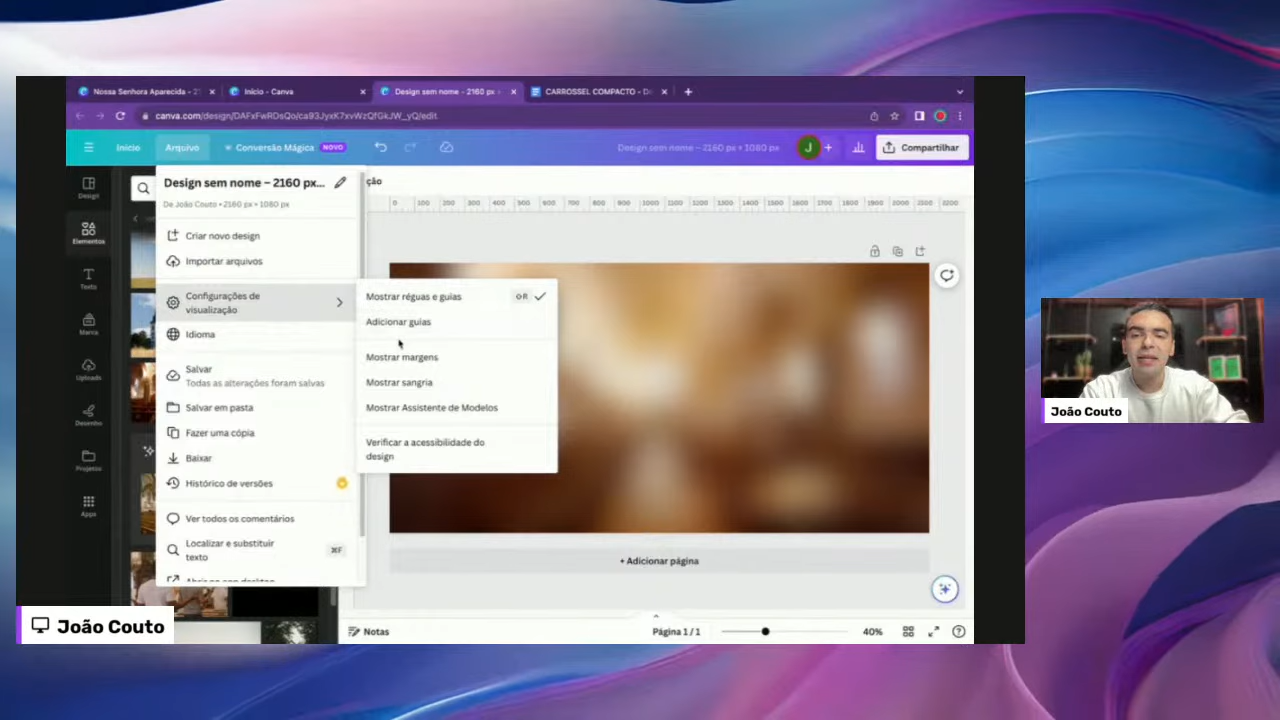 Nossa Senhora Aparecida - 21
Início - Canva
Design sem nome - 2160 px
CARROSSEL COMPACTO - Do
canva.com/design/DAFxFwRDsQo/ca93JyxK7xvWzQfGkJW_yQ/edit
Início
Arquivo
Conversão Mágica NOVO
Design sem nome - 2160 px × 1080 px
J
Compartilhar
Design
Elementos
Texto
Marca
Uploads
Desenho
Projetos
Apps
Design sem nome – 2160 px...
De João Couto • 2160 px × 1080 px
Criar novo design
Importar arquivos
Configurações de
visualização
Idioma
Salvar
Todas as alterações foram salvas
Salvar em pasta
Fazer uma cópia
Baixar
Histórico de versões
Ver todos os comentários
Localizar e substituir
texto
⌘F
Mostrar réguas e guias
⇧R
Adicionar guias
Mostrar margens
Mostrar sangria
Mostrar Assistente de Modelos
Verificar a acessibilidade do
design
ção
0 100 200 300 400 500 600 700 800 900 1000 1100 1200 1300 1400 1500 1600 1700 1800 1900 2000 2100 2200
+ Adicionar página
Notas
Página 1 / 1
40%
João Couto
João Couto